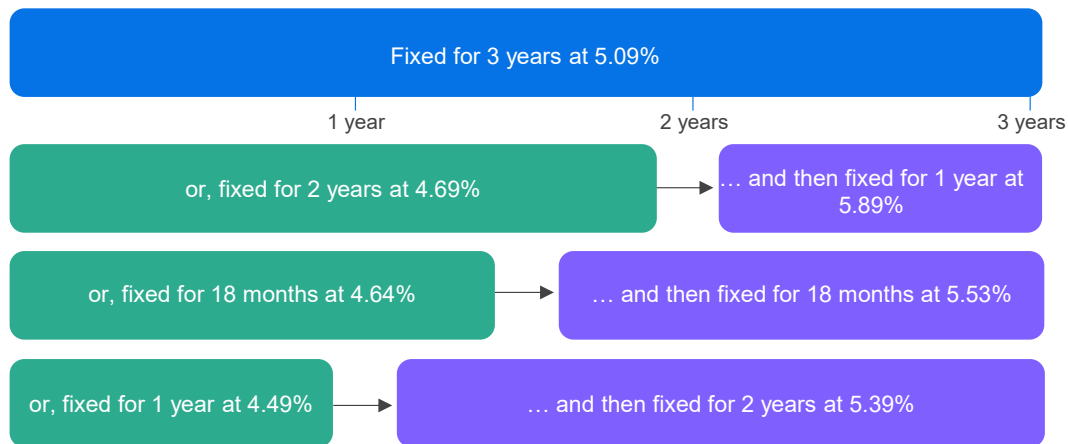 Fixed for 3 years at 5.09%
1 year
2 years
3 years
or, fixed for 2 years at 4.69%
… and then fixed for 1 year at
5.89%
or, fixed for 18 months at 4.64%
… and then fixed for 18 months at 5.53%
or, fixed for 1 year at 4.49%
… and then fixed for 2 years at 5.39%